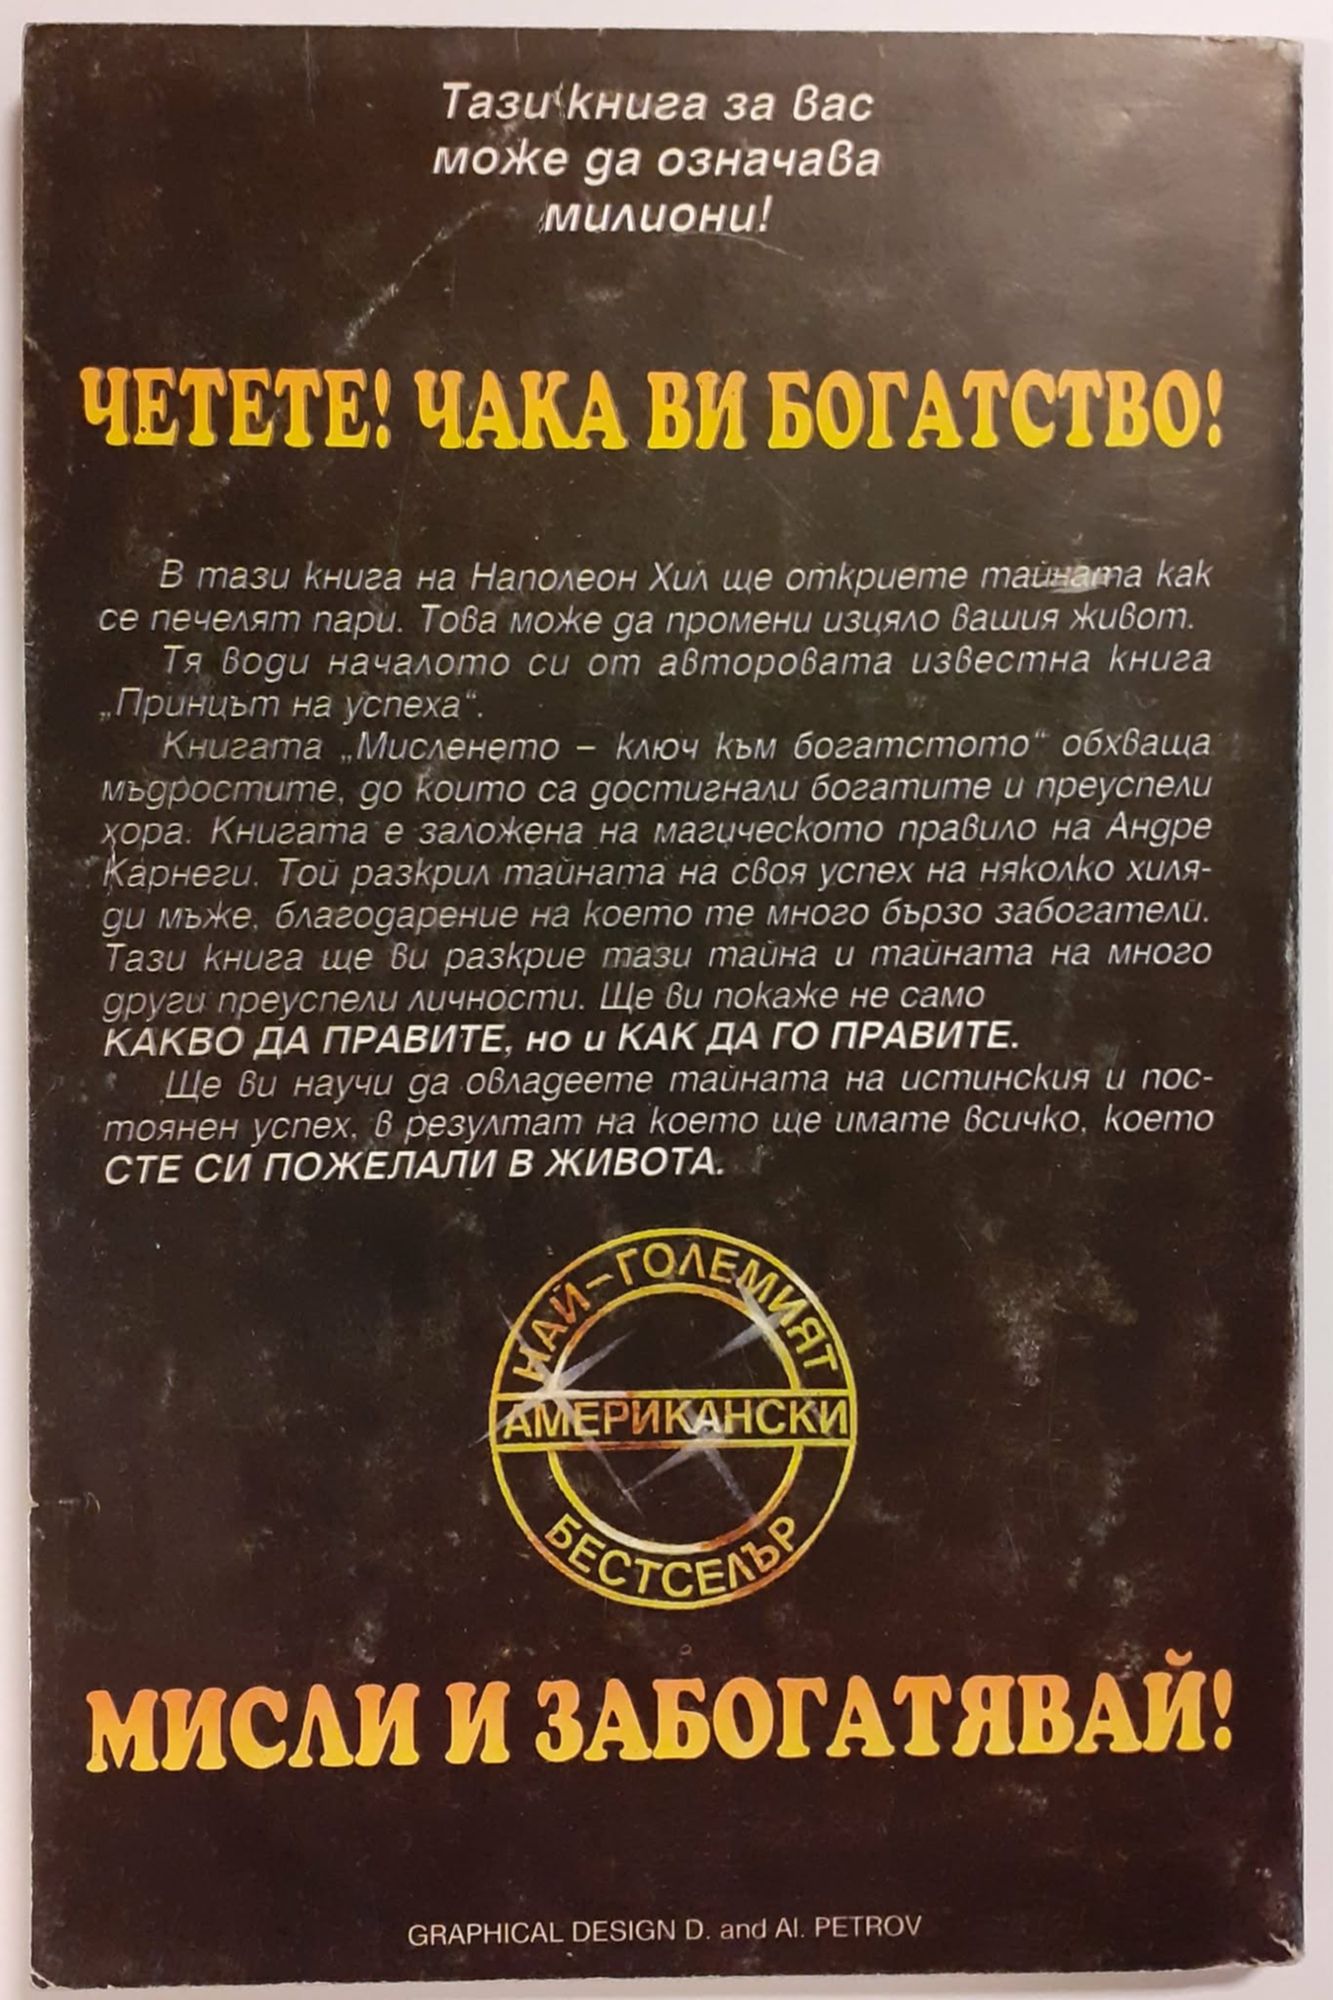 Тази книга за вас
може да означава
милиони!
ЧЕТЕТЕ! ЧАКА ВИ БОГАТСТВО!
В тази книга на Наполеон Хил ще откриете тайната как
се печелят пари. Това може да промени изцяло вашия живот.
Тя води началото си от авторовата известна книга
„Принцът на успеха“.
Книгата „Мисленето – ключ към богатстото“ обхваща
мъдростите, до които са достигнали богатите и преуспели
хора. Книгата е заложена на магическото правило на Андре
Карнеги. Той разкрил тайната на своя успех на няколко хиля-
ди мъже, благодарение на което те много бързо забогатели.
Тази книга ще ви разкрие тази тайна и тайната на много
други преуспели личности. Ще ви покаже не само
КАКВО ДА ПРАВИТЕ, но и КАК ДА ГО ПРАВИТЕ.
Ще ви научи да овладеете тайната на истинския и пос-
тоянен успех, в резултат на което ще имате всичко, което
СТЕ СИ ПОЖЕЛАЛИ В ЖИВОТА.
НАЙ-ГОЛЕМИЯТ
АМЕРИКАНСКИ
БЕСТСЕЛЪР
МИСЛИ И ЗАБОГАТЯВАЙ!
GRAPHICAL DESIGN D. and Al. PETROV